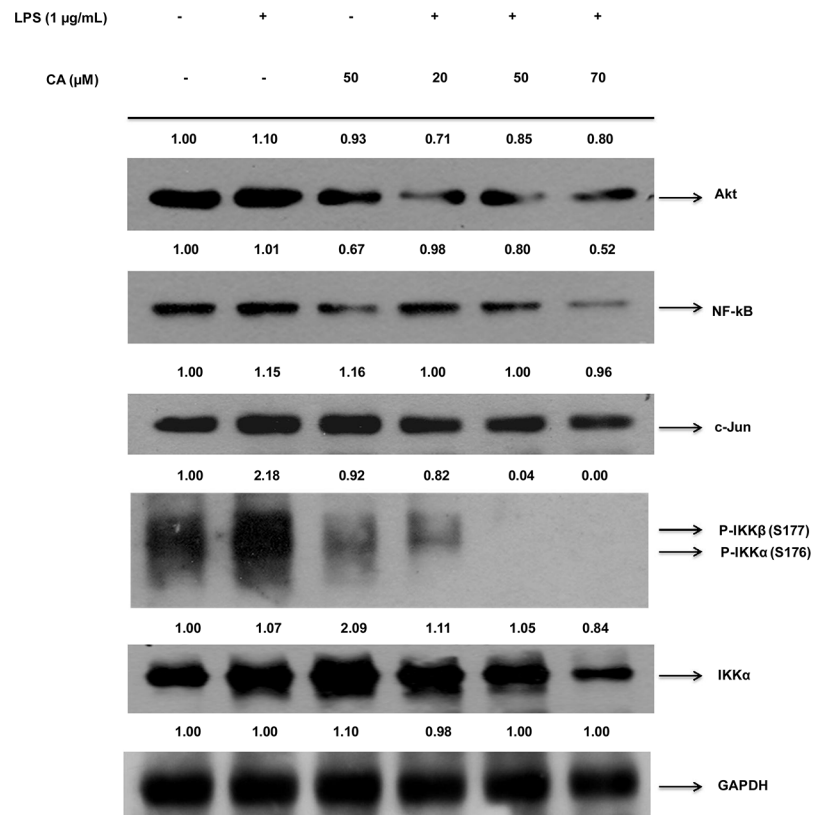 LPS (1 µg/mL) - + - + + +
CA (µM) - - 50 20 50 70
1.00 1.10 0.93 0.71 0.85 0.80
Akt
1.00 1.01 0.67 0.98 0.80 0.52
NF-kB
1.00 1.15 1.16 1.00 1.00 0.96
c-Jun
1.00 2.18 0.92 0.82 0.04 0.00
P-IKKβ (S177)
P-IKKα (S176)
1.00 1.07 2.09 1.11 1.05 0.84
IKKα
1.00 1.00 1.10 0.98 1.00 1.00
GAPDH